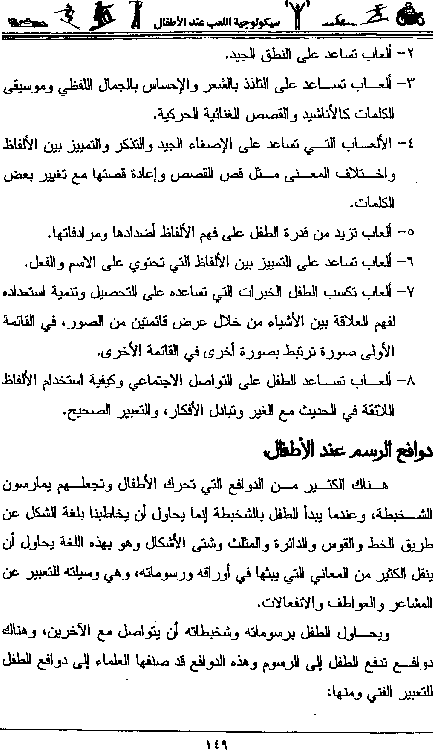 سيكولوجية اللعب عند الأطفال
٢- ألعاب تساعد على النطق الجيد.
٣- ألعاب تساعد على التلذذ بالشعر والإحساس بالجمال اللفظي وموسيقى
الكلمات كالأناشيد والقصص الغنائية الحركية.
٤- الألعاب التي تساعد على الإصغاء الجيد والتذكر والتمييز بين الألفاظ
واختلاف المعنى مثل قص القصص وإعادة قصتها مع تغيير بعض
الكلمات.
٥- ألعاب تزيد من قدرة الطفل على فهم الألفاظ أضدادها ومرادفاتها.
٦- ألعاب تساعد على التمييز بين الألفاظ التي تحتوي على الاسم والفعل.
٧- ألعاب تكسب الطفل الخبرات التي تساعده على التحصيل وتنمية استعداده
لفهم العلاقة بين الأشياء من خلال عرض قائمتين من الصور، في القائمة
الأولى صورة ترتبط بصورة أخرى في القائمة الأخرى.
٨- ألعاب تساعد الطفل على التواصل الاجتماعي وكيفية استخدام الألفاظ
اللائقة في الحديث مع الغير وتبادل الأفكار، والتعبير الصحيح.
دوافع الرسم عند الأطفال
هناك الكثير من الدوافع التي تحرك الأطفال وتجعلهم يمارسون
الشخبطة، وعندما يبدأ الطفل بالشخبطة إنما يحاول أن يخاطبنا بلغة الشكل عن
طريق الخط والقوس والدائرة والمثلث وشتى الأشكال وهو بهذه اللغة يحاول أن
ينقل الكثير من المعاني التي يبثها في أوراقه ورسوماته، وهي وسيلته للتعبير عن
المشاعر والعواطف والانفعالات.
ويحاول الطفل برسوماته وشخبطاته أن يتواصل مع الآخرين، وهناك
دوافع تدفع الطفل إلى الرسوم وهذه الدوافع قد صنفها العلماء إلى دوافع الطفل
للتعبير الفني ومنها:
١٤٩